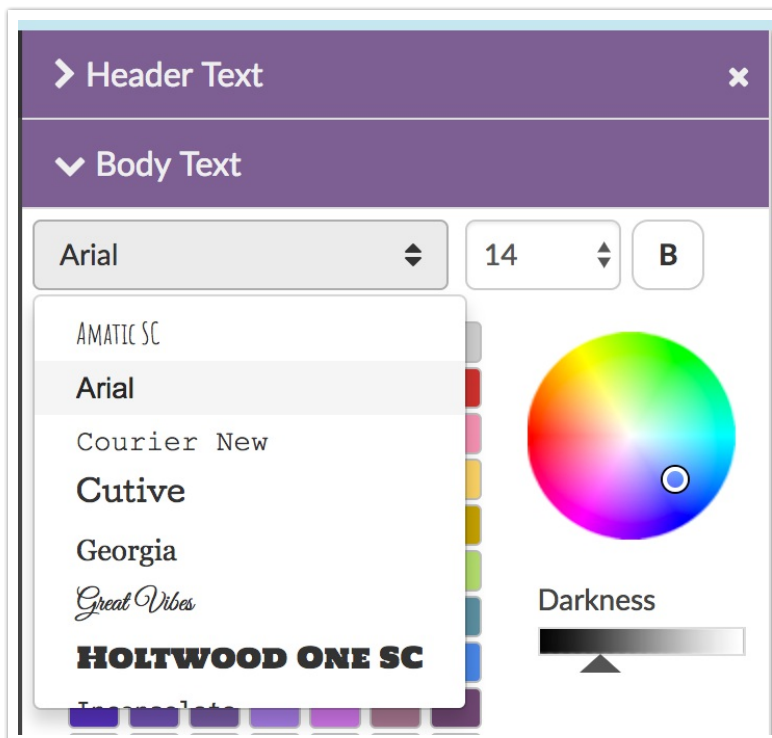 Header Text
Body Text
Arial 14 B
Amatic SC
Arial
Courier New
Cutive
Georgia
Great Vibes
Holtwood One SC
Inconsolata
Darkness